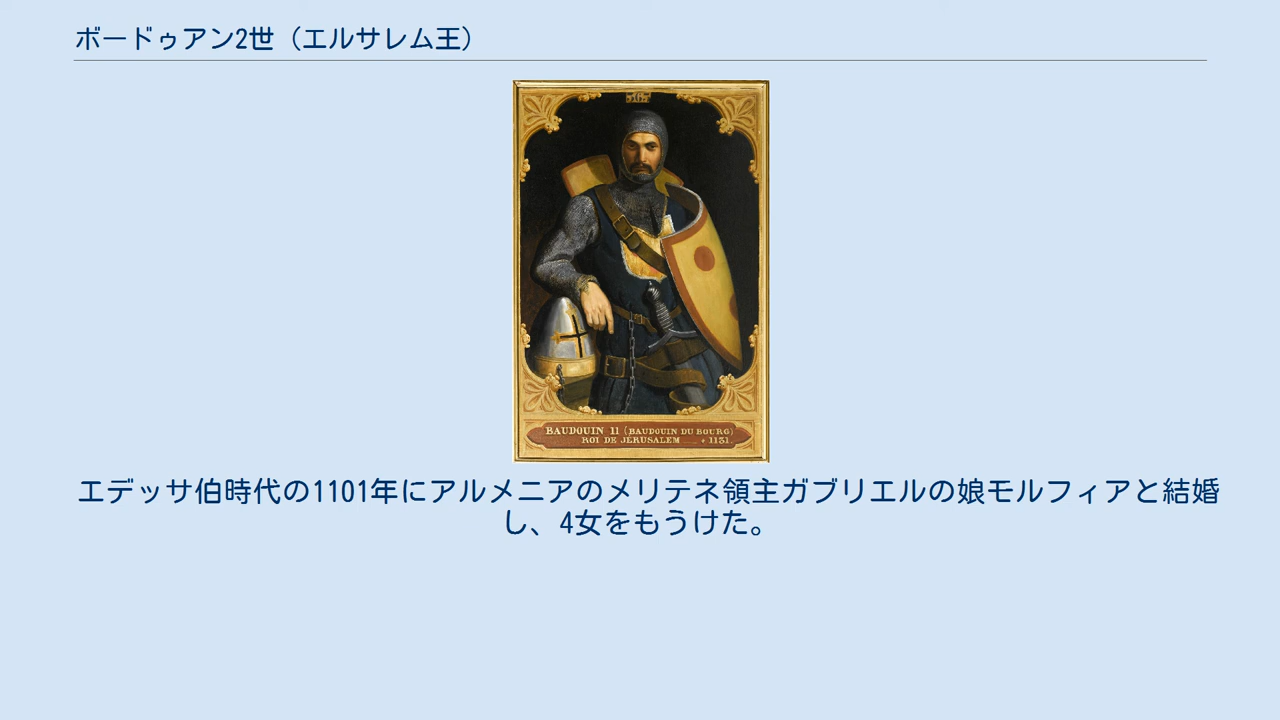 ボードゥアン2世（エルサレム王）
BAUDOUIN II (BAUDOUIN DU BOURG)
ROI DE JÉRUSALEM ___ + 1131.
エデッサ伯時代の1101年にアルメニアのメリテネ領主ガブリエルの娘モルフィアと結婚
し、4女をもうけた。